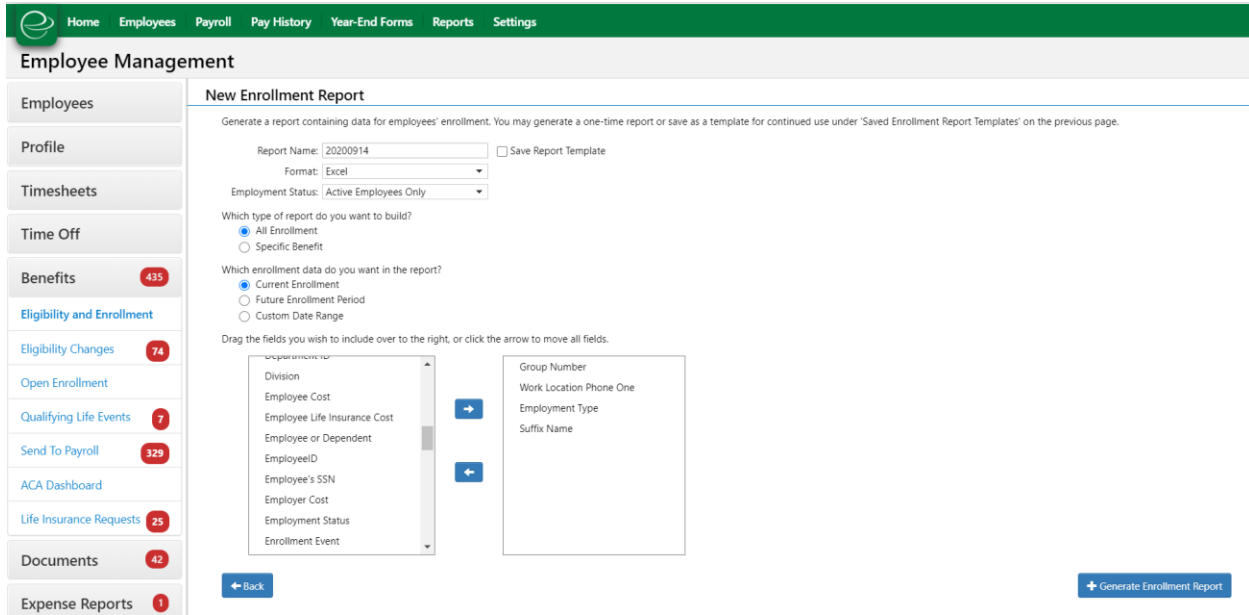 Home Employees Payroll Pay History Year-End Forms Reports Settings
Employee Management
Employees
Profile
Timesheets
Time Off
Benefits 435
Eligibility and Enrollment
Eligibility Changes 74
Open Enrollment
Qualifying Life Events 7
Send To Payroll 329
ACA Dashboard
Life Insurance Requests 25
Documents 42
Expense Reports 1
New Enrollment Report
Generate a report containing data for employees' enrollment. You may generate a one-time report or save as a template for continued use under 'Saved Enrollment Report Templates' on the previous page.
Report Name: 20200914 Save Report Template
Format: Excel
Employment Status: Active Employees Only
Which type of report do you want to build?
All Enrollment
Specific Benefit
Which enrollment data do you want in the report?
Current Enrollment
Future Enrollment Period
Custom Date Range
Drag the fields you wish to include over to the right, or click the arrow to move all fields.
Department ID
Division
Employee Cost
Employee Life Insurance Cost
Employee or Dependent
EmployeeID
Employee's SSN
Employer Cost
Employment Status
Enrollment Event
Group Number
Work Location Phone One
Employment Type
Suffix Name
Back
Generate Enrollment Report